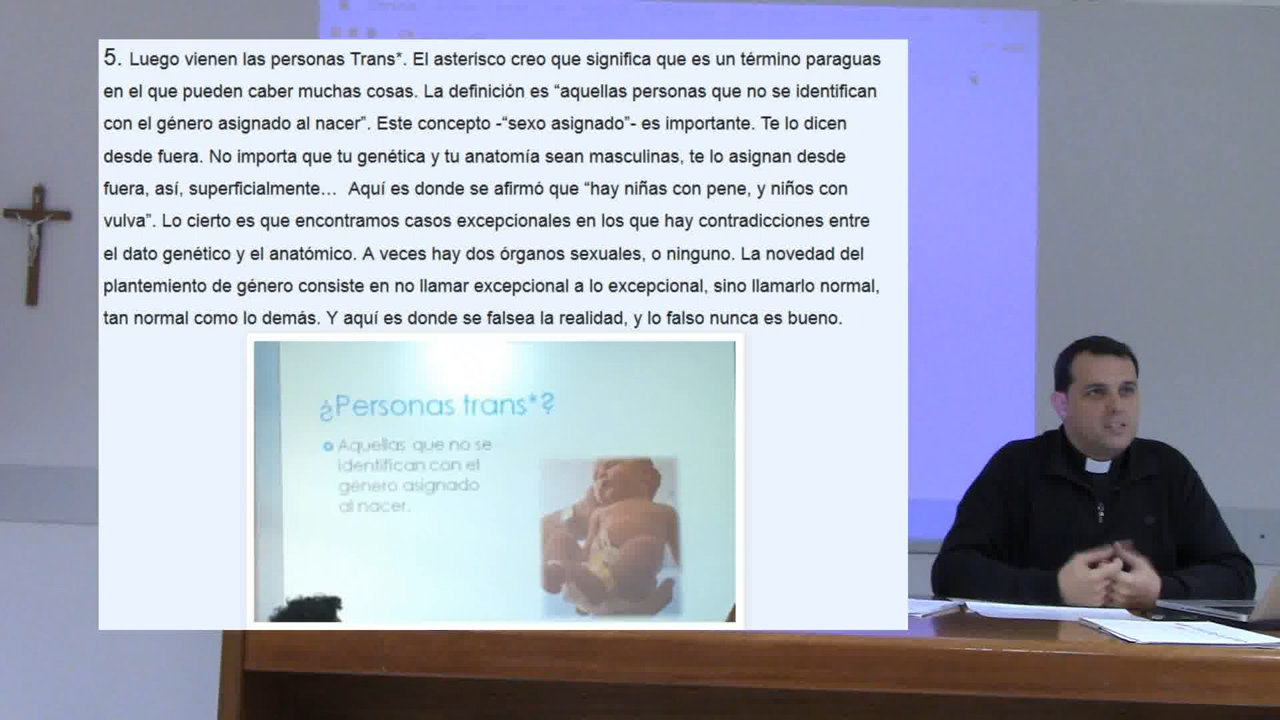 5. Luego vienen las personas Trans*. El asterisco creo que significa que es un término paraguas
en el que pueden caber muchas cosas. La definición es “aquellas personas que no se identifican
con el género asignado al nacer”. Este concepto -“sexo asignado”- es importante. Te lo dicen
desde fuera. No importa que tu genética y tu anatomía sean masculinas, te lo asignan desde
fuera, así, superficialmente… Aquí es donde se afirmó que “hay niñas con pene, y niños con
vulva”. Lo cierto es que encontramos casos excepcionales en los que hay contradicciones entre
el dato genético y el anatómico. A veces hay dos órganos sexuales, o ninguno. La novedad del
plantemiento de género consiste en no llamar excepcional a lo excepcional, sino llamarlo normal,
tan normal como lo demás. Y aquí es donde se falsea la realidad, y lo falso nunca es bueno.
¿Personas trans*?
Aquellas que no se
identifican con el
género asignado
al nacer.